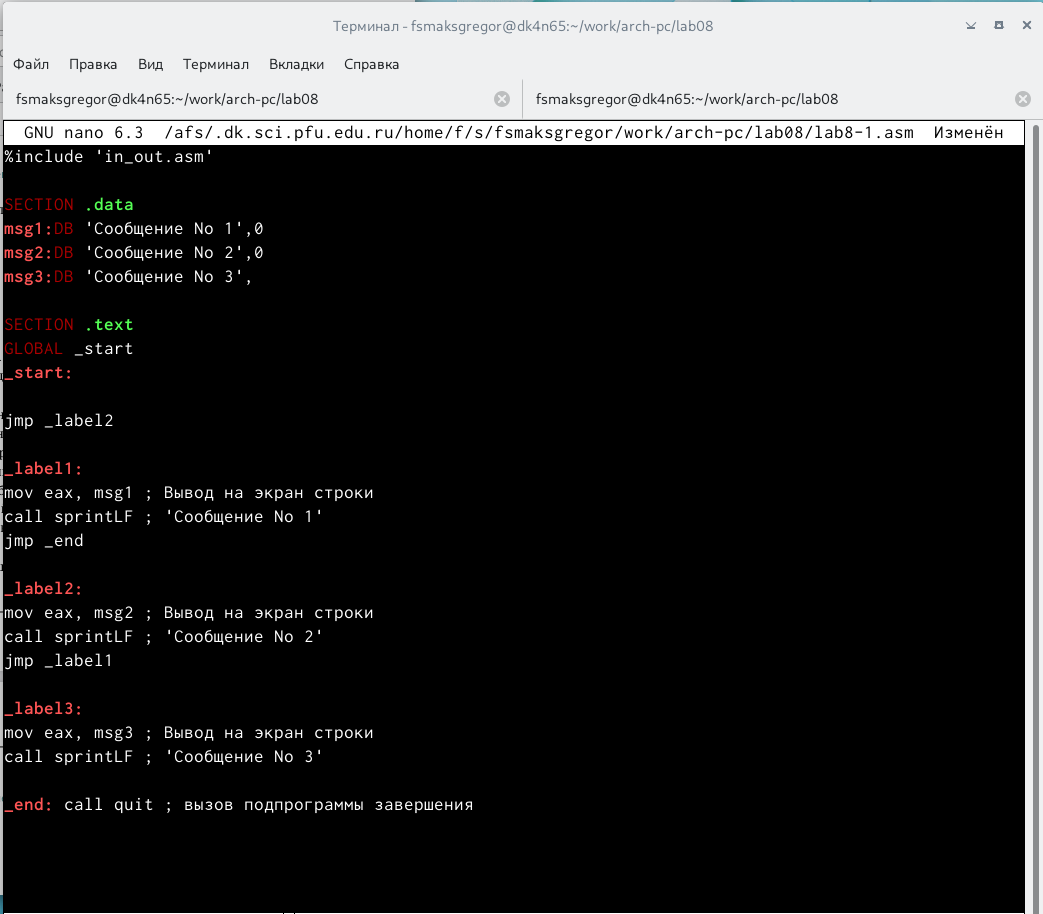 Терминал - fsmaksgregor@dk4n65:~/work/arch-pc/lab08
Файл Правка Вид Терминал Вкладки Справка
fsmaksgregor@dk4n65:~/work/arch-pc/lab08 fsmaksgregor@dk4n65:~/work/arch-pc/lab08
GNU nano 6.3 /afs/.dk.sci.pfu.edu.ru/home/f/s/fsmaksgregor/work/arch-pc/lab08/lab8-1.asm Изменён
%include 'in_out.asm'
SECTION .data
msg1:DB 'Сообщение No 1',0
msg2:DB 'Сообщение No 2',0
msg3:DB 'Сообщение No 3',
SECTION .text
GLOBAL _start
_start:
jmp _label2
_label1:
mov eax, msg1 ; Вывод на экран строки
call sprintLF ; 'Сообщение No 1'
jmp _end
_label2:
mov eax, msg2 ; Вывод на экран строки
call sprintLF ; 'Сообщение No 2'
jmp _label1
_label3:
mov eax, msg3 ; Вывод на экран строки
call sprintLF ; 'Сообщение No 3'
_end: call quit ; вызов подпрограммы завершения